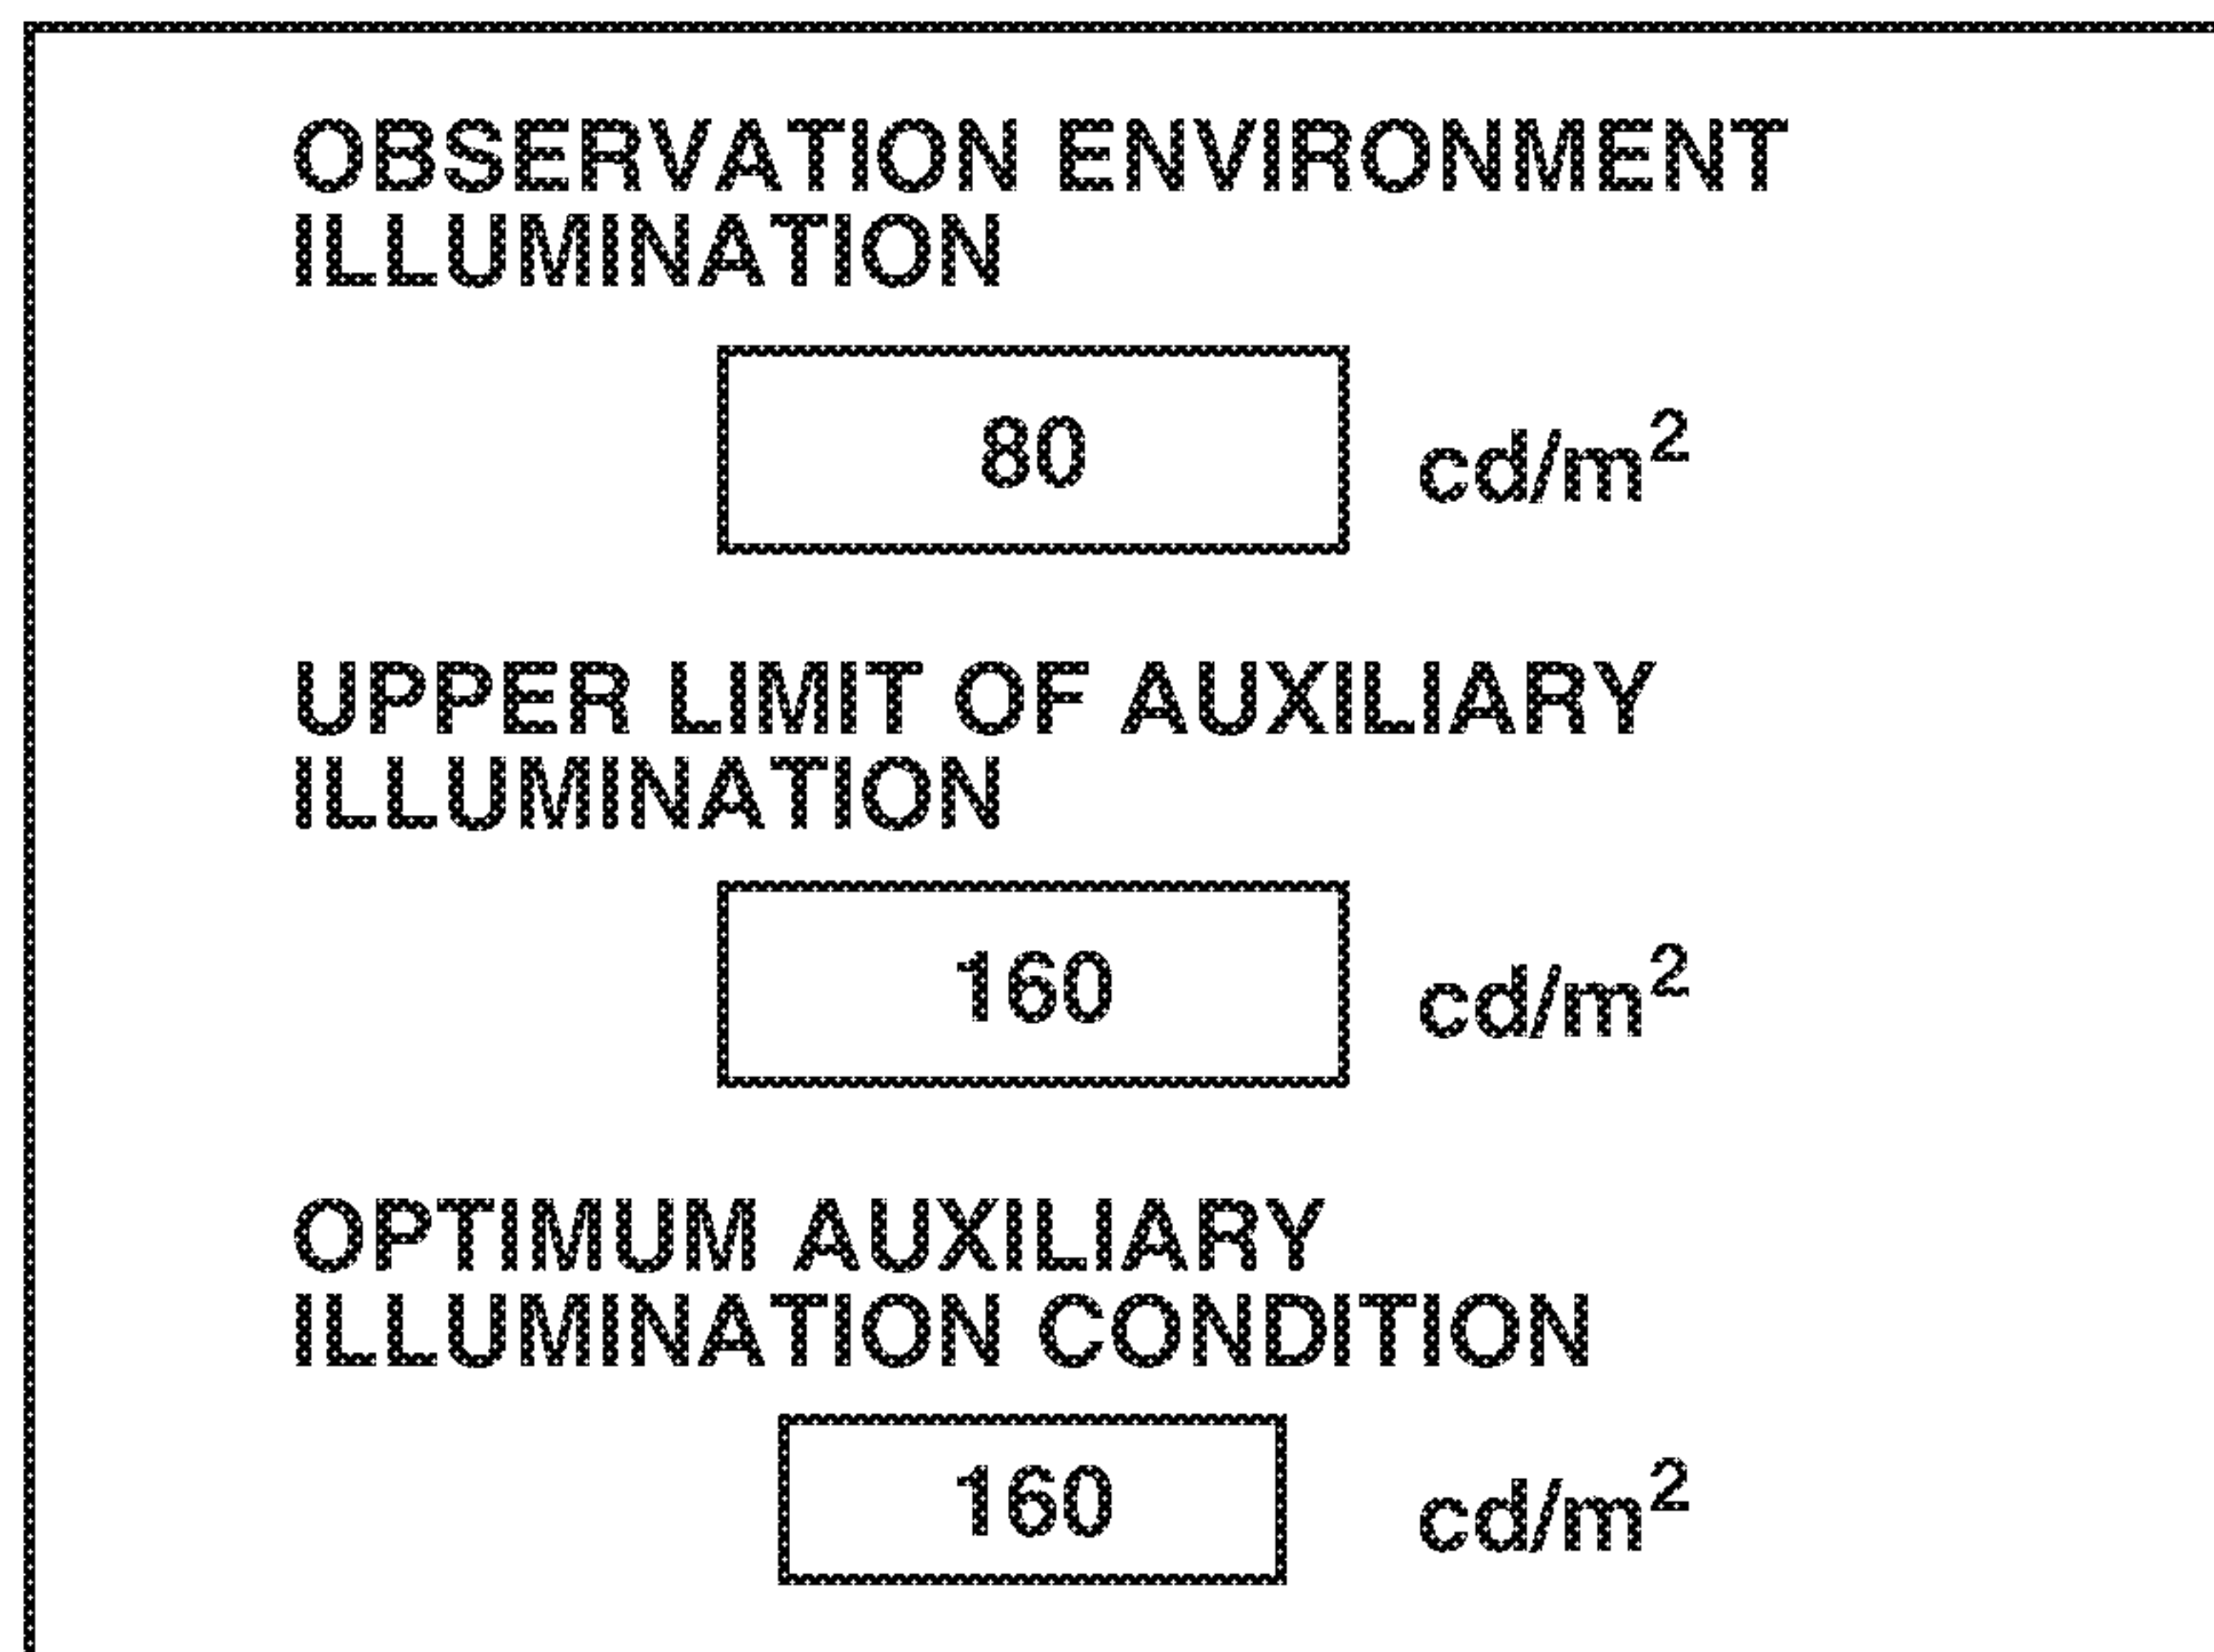 OBSERVATION ENVIRONMENT
ILLUMINATION
80 cd/m²
UPPER LIMIT OF AUXILIARY
ILLUMINATION
160 cd/m²
OPTIMUM AUXILIARY
ILLUMINATION CONDITION
160 cd/m²